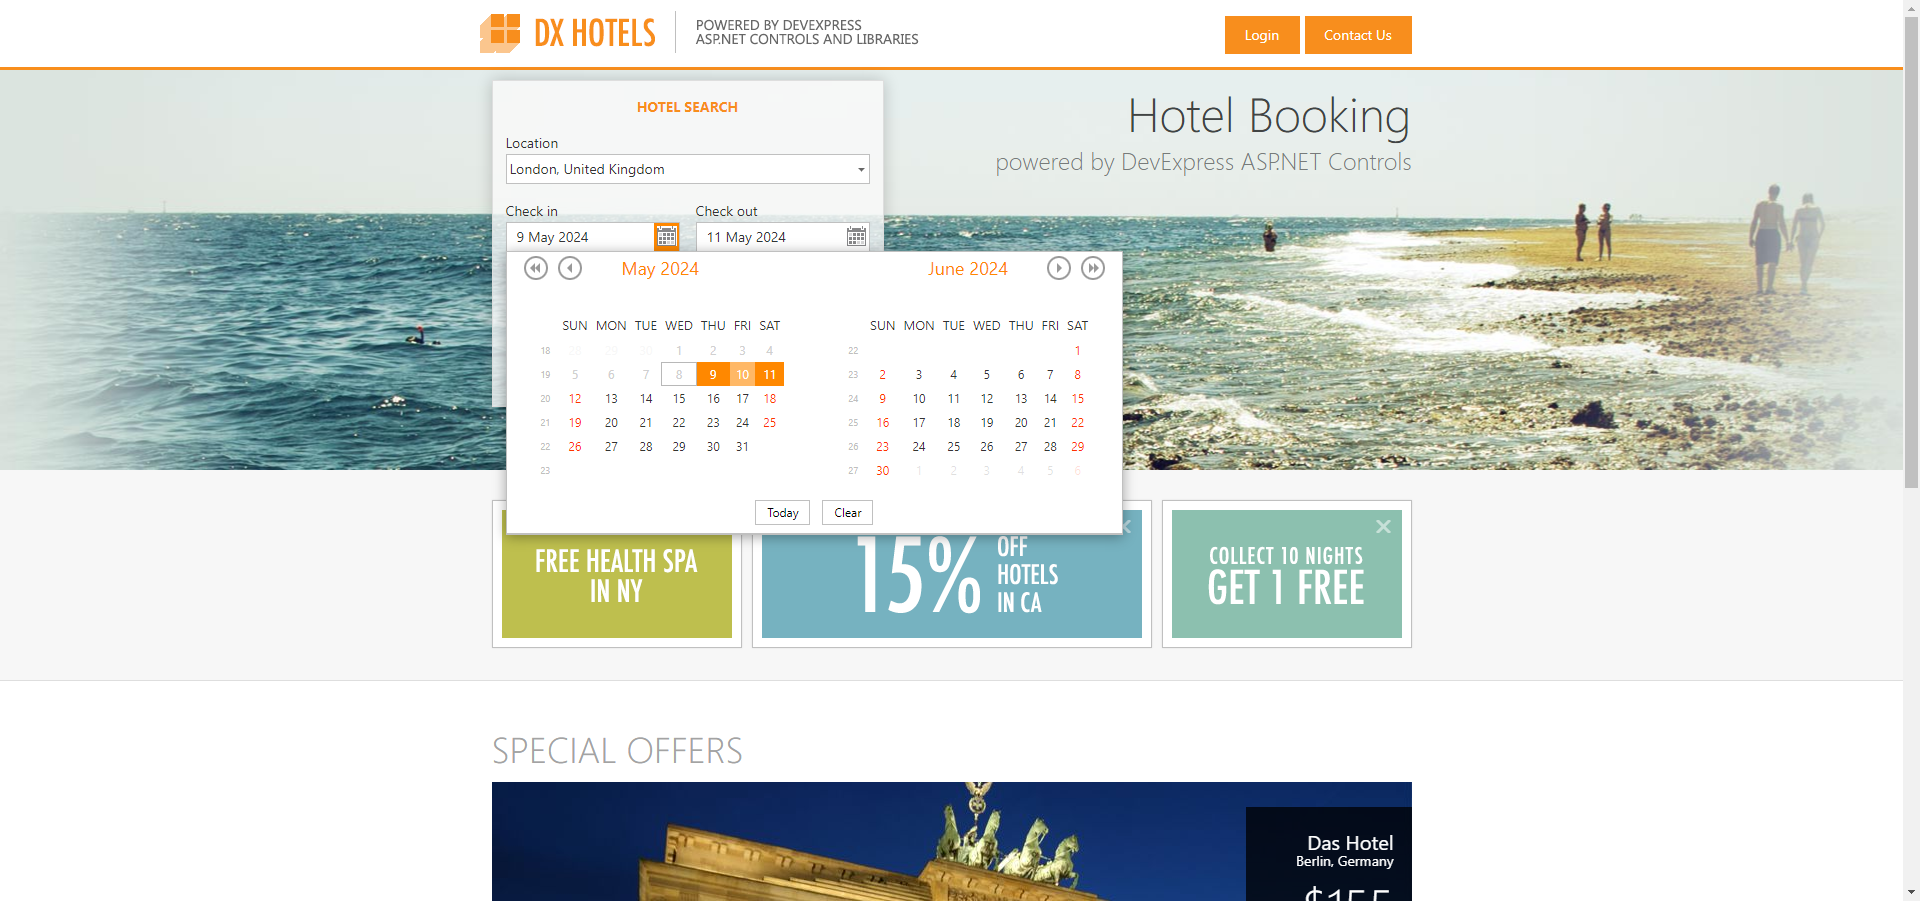 DX HOTELS
POWERED BY DEVEXPRESS
ASP.NET CONTROLS AND LIBRARIES
Login
Contact Us
HOTEL SEARCH
Location
London, United Kingdom
Check in
Check out
9 May 2024
11 May 2024
Hotel Booking
powered by DevExpress ASP.NET Controls
May 2024
June 2024
SUN MON TUE WED THU FRI SAT
18 28 29 30 1 2 3 4
19 5 6 7 8 9 10 11
20 12 13 14 15 16 17 18
21 19 20 21 22 23 24 25
22 26 27 28 29 30 31
23
SUN MON TUE WED THU FRI SAT
22 1
23 2 3 4 5 6 7 8
24 9 10 11 12 13 14 15
25 16 17 18 19 20 21 22
26 23 24 25 26 27 28 29
27 30 1 2 3 4 5 6
Today
Clear
FREE HEALTH SPA
IN NY
15%
OFF
HOTELS
IN CA
COLLECT 10 NIGHTS
GET 1 FREE
SPECIAL OFFERS
Das Hotel
Berlin, Germany
$155